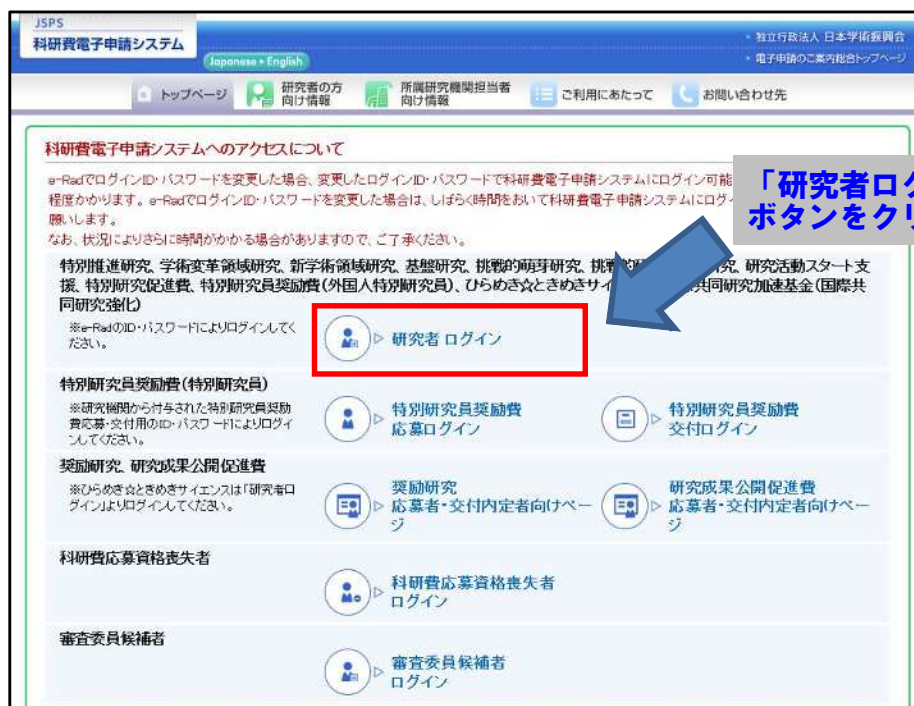 JSPS
科研費電子申請システム
Japanese ▸ English
独立行政法人 日本学術振興会
電子申請のご案内総合トップページ
トップページ
研究者の方
向け情報
所属研究機関担当者
向け情報
ご利用にあたって
お問い合わせ先
科研費電子申請システムへのアクセスについて
e-RadでログインID・パスワードを変更した場合、変更したログインID・パスワードで科研費電子申請システムにログイン可能
程度かかります。e-RadでログインID・パスワードを変更した場合は、しばらく時間をおいて科研費電子申請システムにログイ
願いします。
なお、状況によりさらに時間がかかる場合がありますので、ご了承ください。
「研究者ログ
ボタンをクリ
特別推進研究、学術変革領域研究、新学術領域研究、基盤研究、挑戦的萌芽研究、挑戦的 研究、研究活動スタート支
援、特別研究促進費、特別研究員奨励費(外国人特別研究員)、ひらめき☆ときめきサイ 共同研究加速基金(国際共
同研究強化)
※e-RadのID・パスワードによりログインしてく
ださい。
研究者 ログイン
特別研究員奨励費(特別研究員)
※研究機関から付与された特別研究員奨励
費応募・交付用のID・パスワードによりログイ
ンしてください。
特別研究員奨励費
応募ログイン
特別研究員奨励費
交付ログイン
奨励研究、研究成果公開促進費
※ひらめき☆ときめきサイエンスは「研究者ロ
グイン」よりログインしてください。
奨励研究
応募者・交付内定者向けペー
ジ
研究成果公開促進費
応募者・交付内定者向けペー
ジ
科研費応募資格喪失者
科研費応募資格喪失者
ログイン
審査委員候補者
審査委員候補者
ログイン